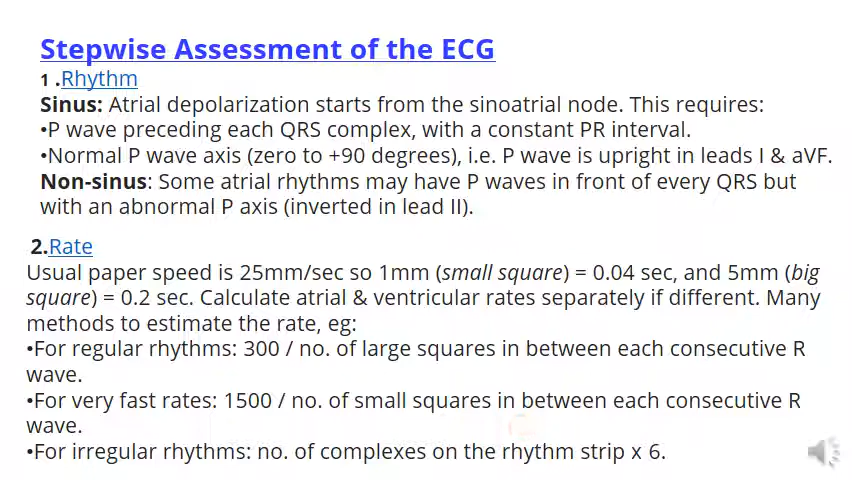 Stepwise Assessment of the ECG
1 .Rhythm
Sinus: Atrial depolarization starts from the sinoatrial node. This requires:
•P wave preceding each QRS complex, with a constant PR interval.
•Normal P wave axis (zero to +90 degrees), i.e. P wave is upright in leads I & aVF.
Non-sinus: Some atrial rhythms may have P waves in front of every QRS but
with an abnormal P axis (inverted in lead II).
2.Rate
Usual paper speed is 25mm/sec so 1mm (small square) = 0.04 sec, and 5mm (big
square) = 0.2 sec. Calculate atrial & ventricular rates separately if different. Many
methods to estimate the rate, eg:
•For regular rhythms: 300 / no. of large squares in between each consecutive R
wave.
•For very fast rates: 1500 / no. of small squares in between each consecutive R
wave.
•For irregular rhythms: no. of complexes on the rhythm strip x 6.